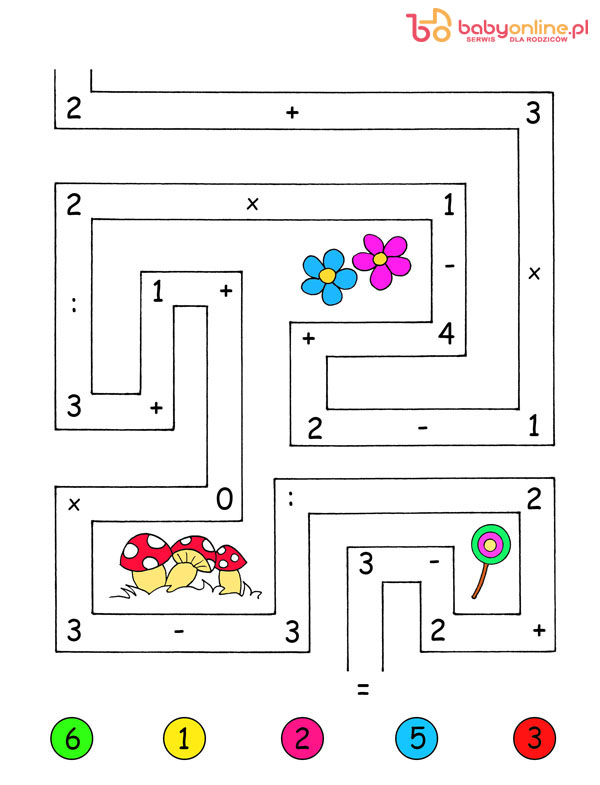 babyonline.pl
SERWIS DLA RODZICÓW
2 + 3
2 x 1
-
x
1 +
:
+ 4
3 +
2 - 1
x 0 : 2
3 -
3 - 3 2 +
=
6 1 2 5 3